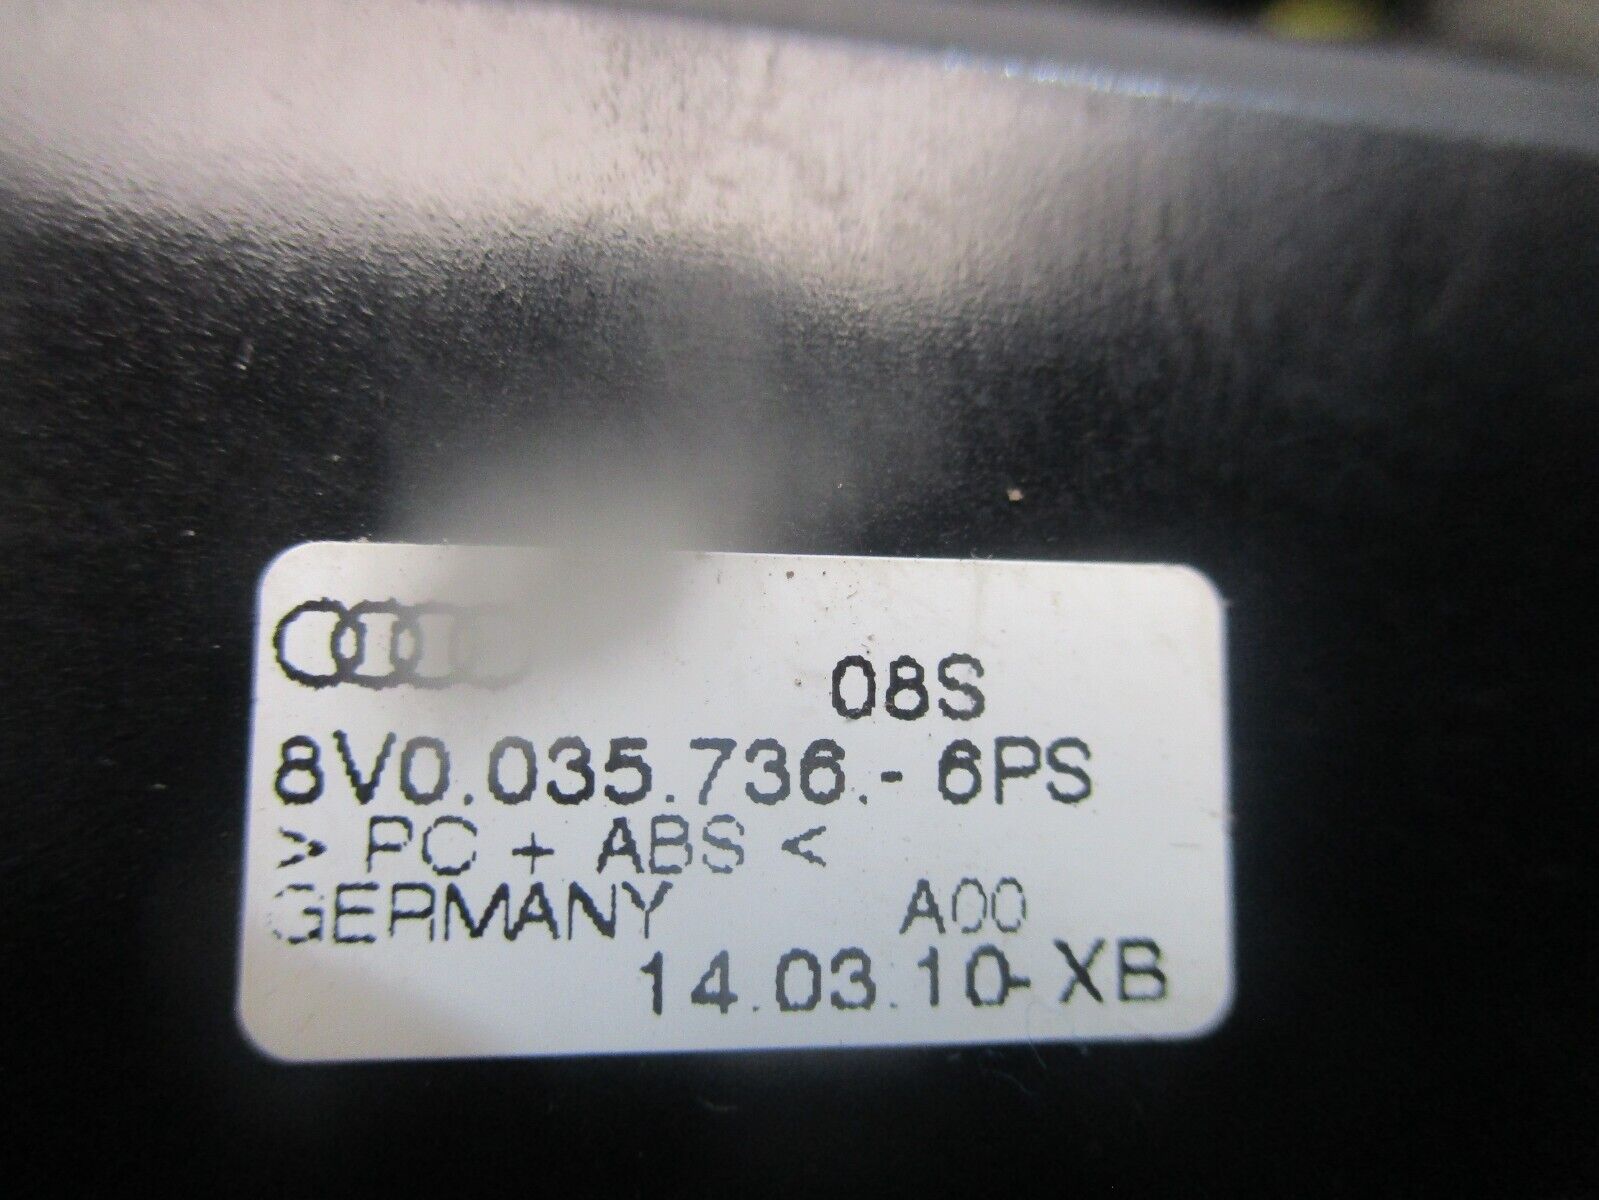 08S
8V0.035.736.- 6PS
> PC + ABS <
GERMANY A00
14.03.10-XB